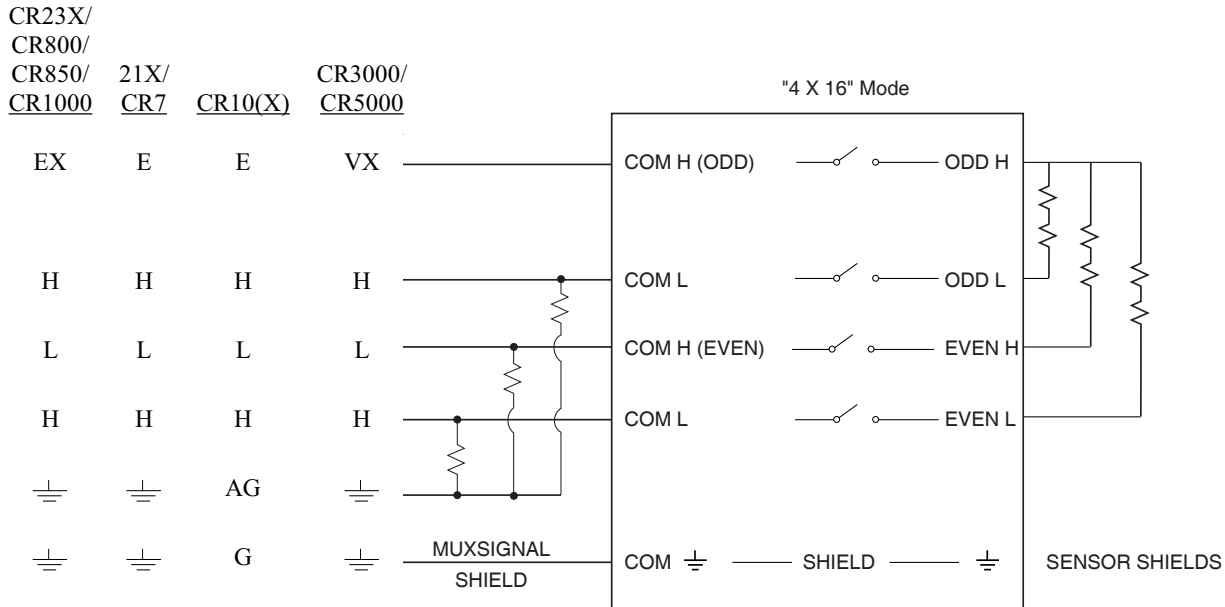 CR23X/
CR800/
CR850/ 21X/ CR3000/
CR1000 CR7 CR10(X) CR5000
"4 X 16" Mode
EX E E VX COM H (ODD) ODD H
H H H H COM L ODD L
L L L L COM H (EVEN) EVEN H
H H H H COM L EVEN L
AG
G MUXSIGNAL COM SHIELD SENSOR SHIELDS
SHIELD